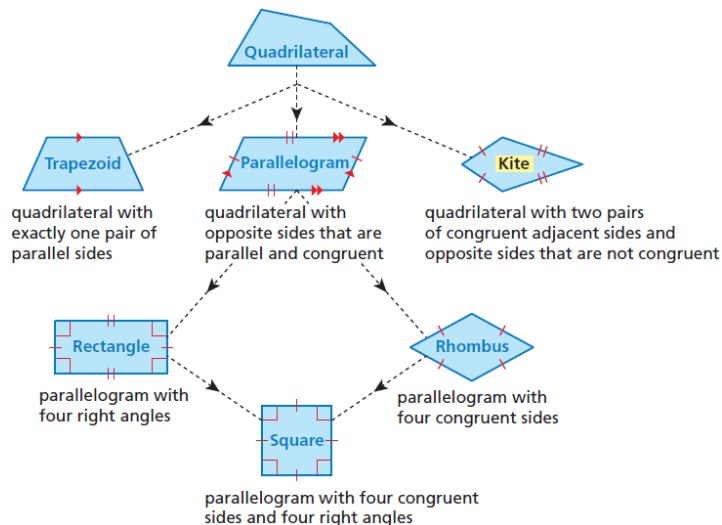 Quadrilateral
Trapezoid
quadrilateral with
exactly one pair of
parallel sides
Parallelogram
quadrilateral with
opposite sides that are
parallel and congruent
Kite
quadrilateral with two pairs
of congruent adjacent sides and
opposite sides that are not congruent
Rectangle
parallelogram with
four right angles
Rhombus
parallelogram with
four congruent sides
Square
parallelogram with four congruent
sides and four right angles